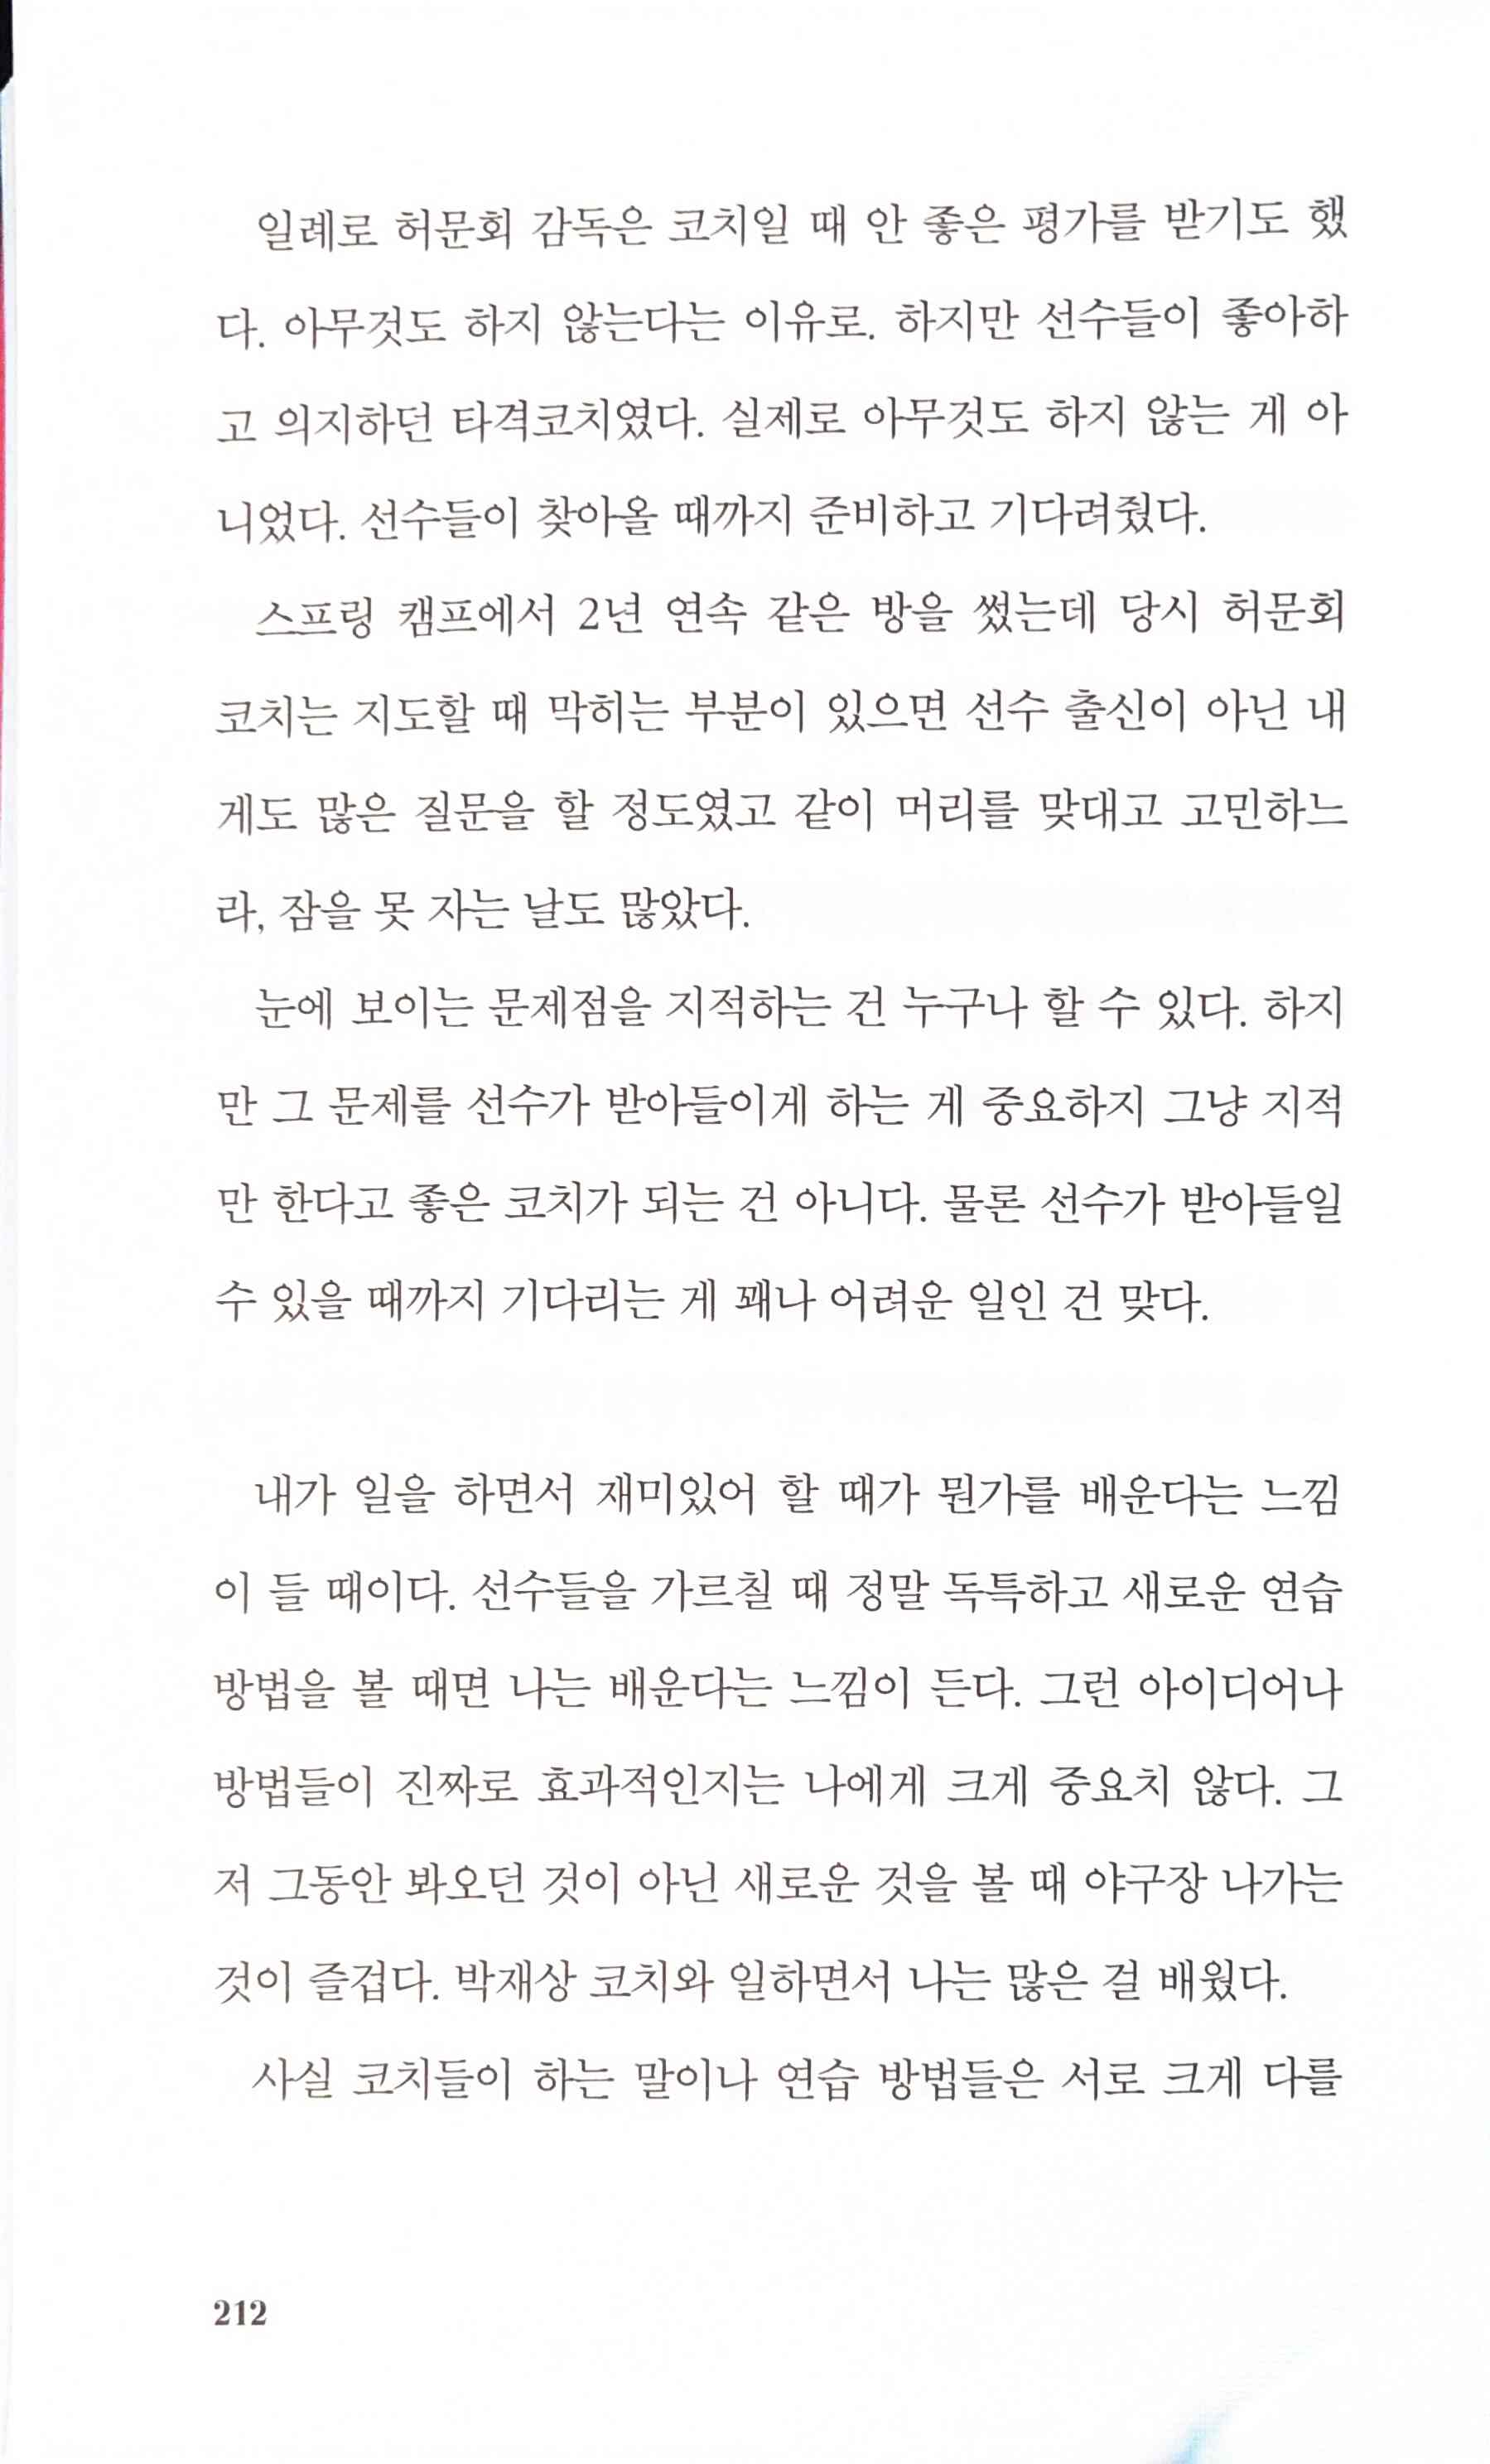 일례로 허문회 감독은 코치일 때 안 좋은 평가를 받기도 했
다. 아무것도 하지 않는다는 이유로. 하지만 선수들이 좋아하
고 의지하던 타격코치였다. 실제로 아무것도 하지 않는 게 아
니었다. 선수들이 찾아올 때까지 준비하고 기다려줬다.
스프링 캠프에서 2년 연속 같은 방을 썼는데 당시 허문회
코치는 지도할 때 막히는 부분이 있으면 선수 출신이 아닌 내
게도 많은 질문을 할 정도였고 같이 머리를 맞대고 고민하느
라, 잠을 못 자는 날도 많았다.
눈에 보이는 문제점을 지적하는 건 누구나 할 수 있다. 하지
만 그 문제를 선수가 받아들이게 하는 게 중요하지 그냥 지적
만 한다고 좋은 코치가 되는 건 아니다. 물론 선수가 받아들일
수 있을 때까지 기다리는 게 꽤나 어려운 일인 건 맞다.
내가 일을 하면서 재미있어 할 때가 뭔가를 배운다는 느낌
이 들 때이다. 선수들을 가르칠 때 정말 독특하고 새로운 연습
방법을 볼 때면 나는 배운다는 느낌이 든다. 그런 아이디어나
방법들이 진짜로 효과적인지는 나에게 크게 중요치 않다. 그
저 그동안 봐오던 것이 아닌 새로운 것을 볼 때 야구장 나가는
것이 즐겁다. 박재상 코치와 일하면서 나는 많은 걸 배웠다.
사실 코치들이 하는 말이나 연습 방법들은 서로 크게 다를
212